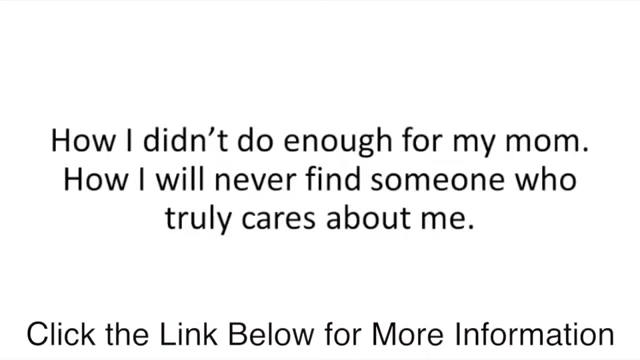 How I didn’t do enough for my mom.
How I will never find someone who
truly cares about me.
Click the Link Below for More Information